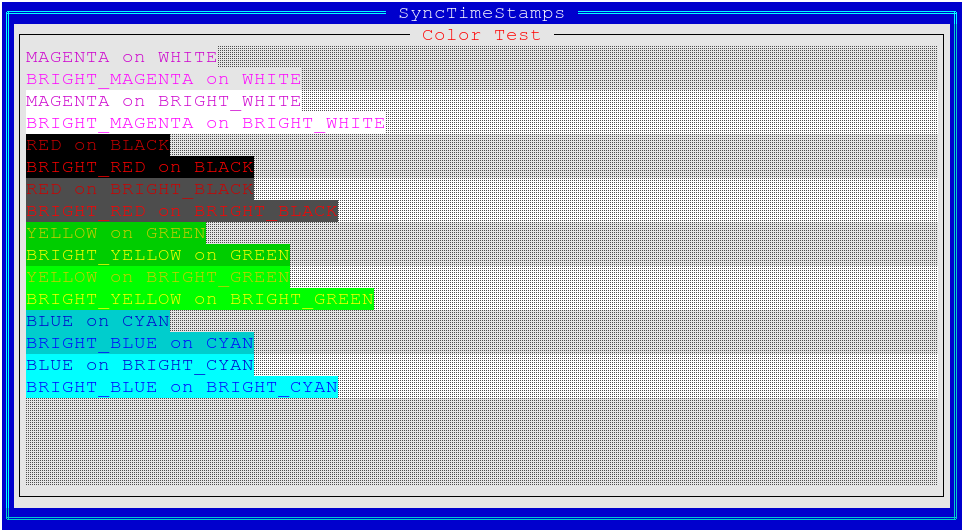 SyncTimeStamps
Color Test
MAGENTA on WHITE
BRIGHT_MAGENTA on WHITE
MAGENTA on BRIGHT_WHITE
BRIGHT_MAGENTA on BRIGHT_WHITE
RED on BLACK
BRIGHT_RED on BLACK
RED on BRIGHT_BLACK
BRIGHT_RED on BRIGHT_BLACK
YELLOW on GREEN
BRIGHT_YELLOW on GREEN
YELLOW on BRIGHT_GREEN
BRIGHT_YELLOW on BRIGHT_GREEN
BLUE on CYAN
BRIGHT_BLUE on CYAN
BLUE on BRIGHT_CYAN
BRIGHT_BLUE on BRIGHT_CYAN